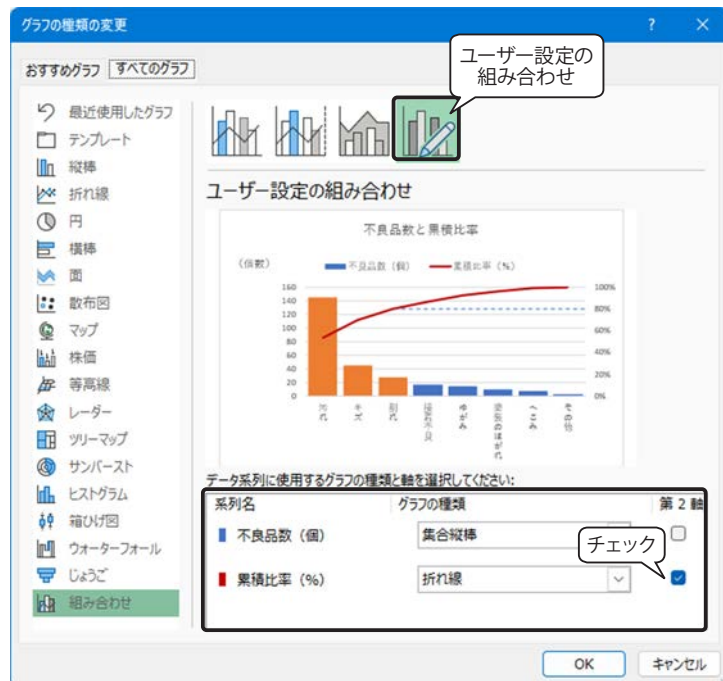 グラフの種類の変更 ? ×
おすすめグラフ すべてのグラフ
ユーザー設定の
組み合わせ
最近使用したグラフ
テンプレート
縦棒
折れ線
円
横棒
面
散布図
マップ
株価
等高線
レーダー
ツリーマップ
サンバースト
ヒストグラム
箱ひげ図
ウォーターフォール
じょうご
組み合わせ
ユーザー設定の組み合わせ
不良品数と累積比率
(個数)
不良品数 (個) 累積比率 (%)
160 100%
140
120 80%
100
80 60%
60 40%
40
20 20%
0 0%
汚れ キズ 割れ 接着不良 ゆがみ 塗装のはがれ へこみ その他
データ系列に使用するグラフの種類と軸を選択してください:
系列名 グラフの種類 第 2 軸
不良品数 (個) 集合縦棒
チェック
累積比率 (%) 折れ線
OK キャンセル